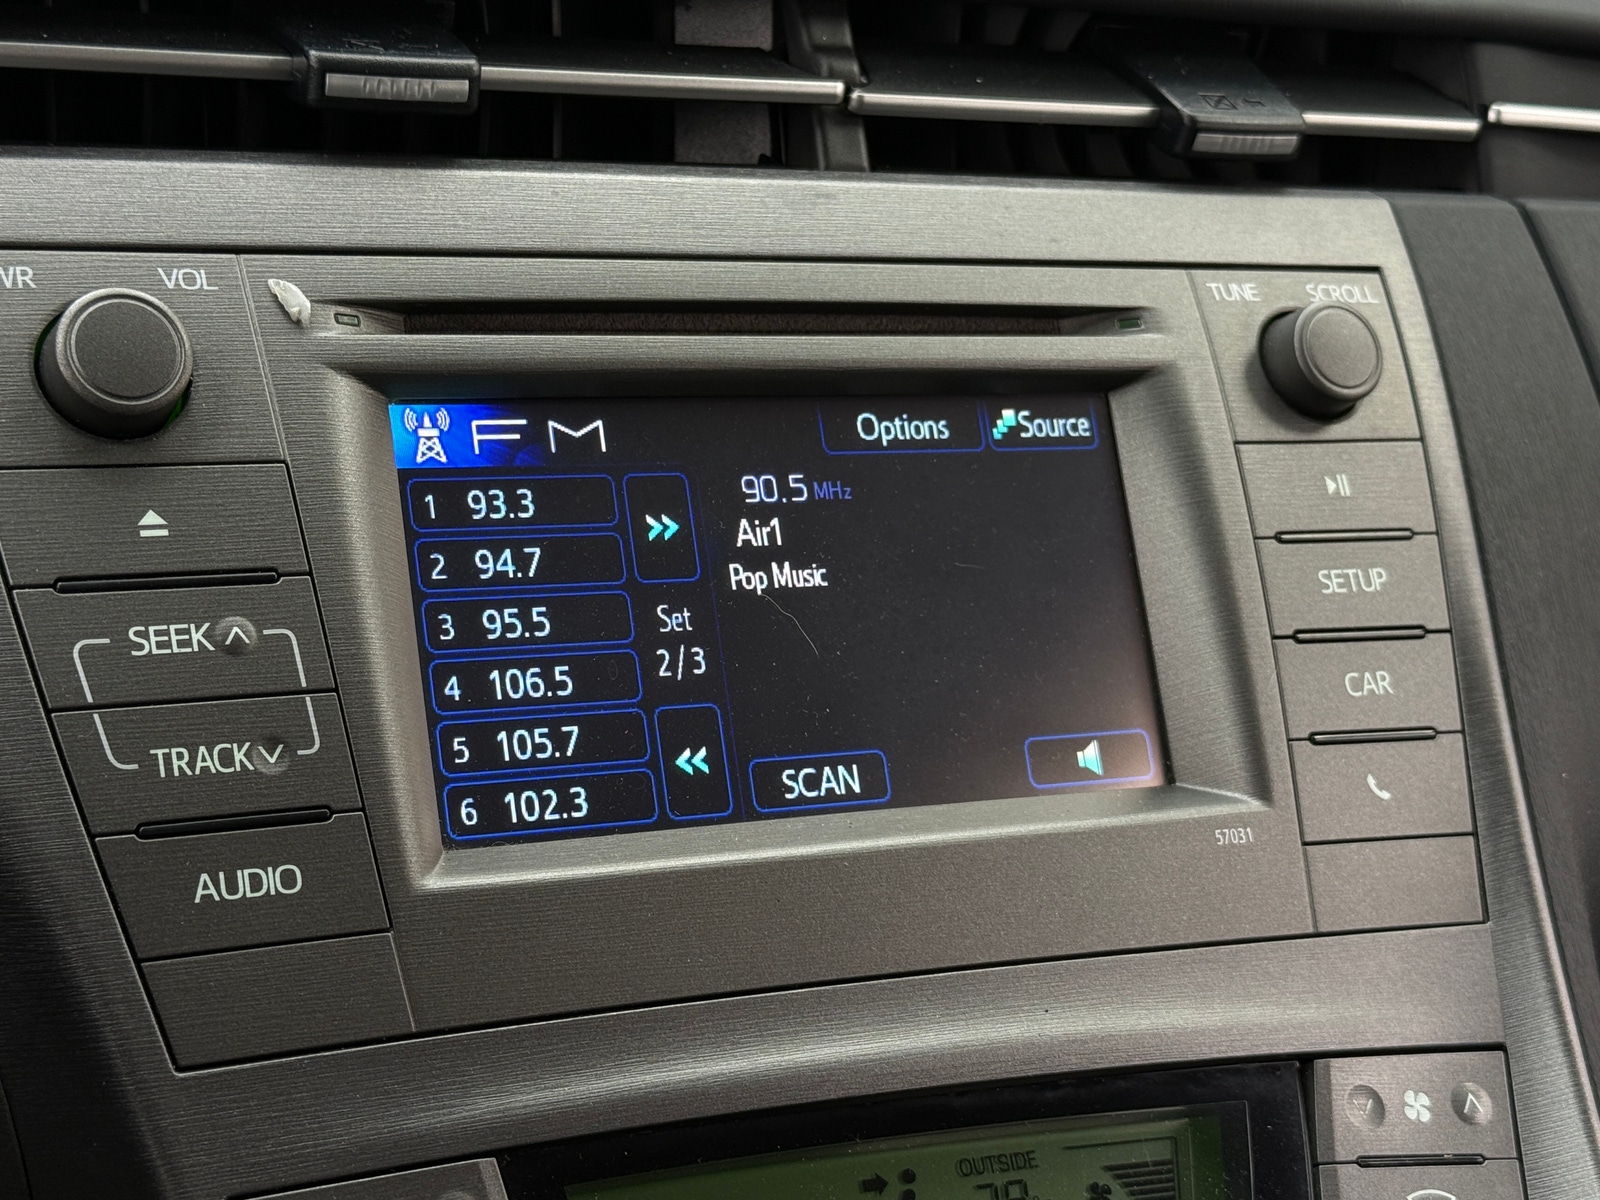 VOL
TUNE SCROLL
FM
Options
Source
1 93.3
2 94.7
3 95.5
4 106.5
5 105.7
6 102.3
Set
2/3
90.5 MHz
Air1
Pop Music
SCAN
SEEK
TRACK
AUDIO
SETUP
CAR
57031
OUTSIDE